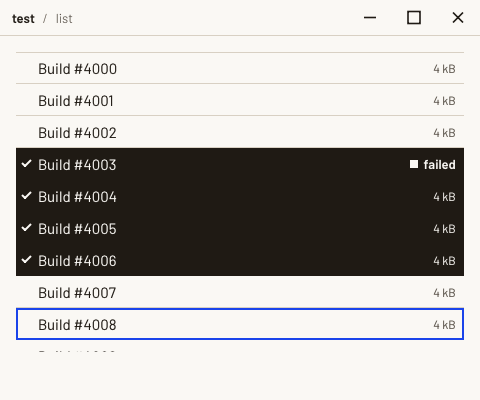 test / list
Build #4000 4 kB
Build #4001 4 kB
Build #4002 4 kB
Build #4003 failed
Build #4004 4 kB
Build #4005 4 kB
Build #4006 4 kB
Build #4007 4 kB
Build #4008 4 kB